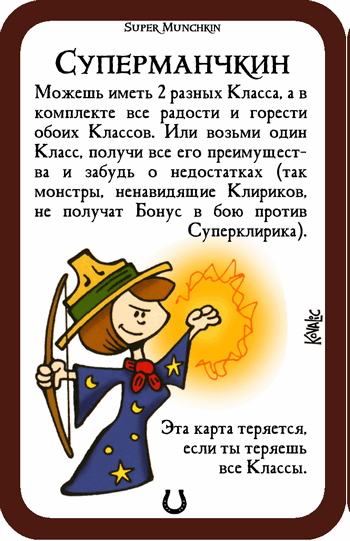 Super Munchkin
Суперманчкин
Можешь иметь 2 разных Класса, а в
комплекте все радости и горести
обоих Классов. Или возьми один
Класс, получи все его преимущест-
ва и забудь о недостатках (так
монстры, ненавидящие Клириков,
не получат Бонус в бою против
Суперклирика).
Kovalic
Эта карта теряется,
если ты теряешь
все Классы.